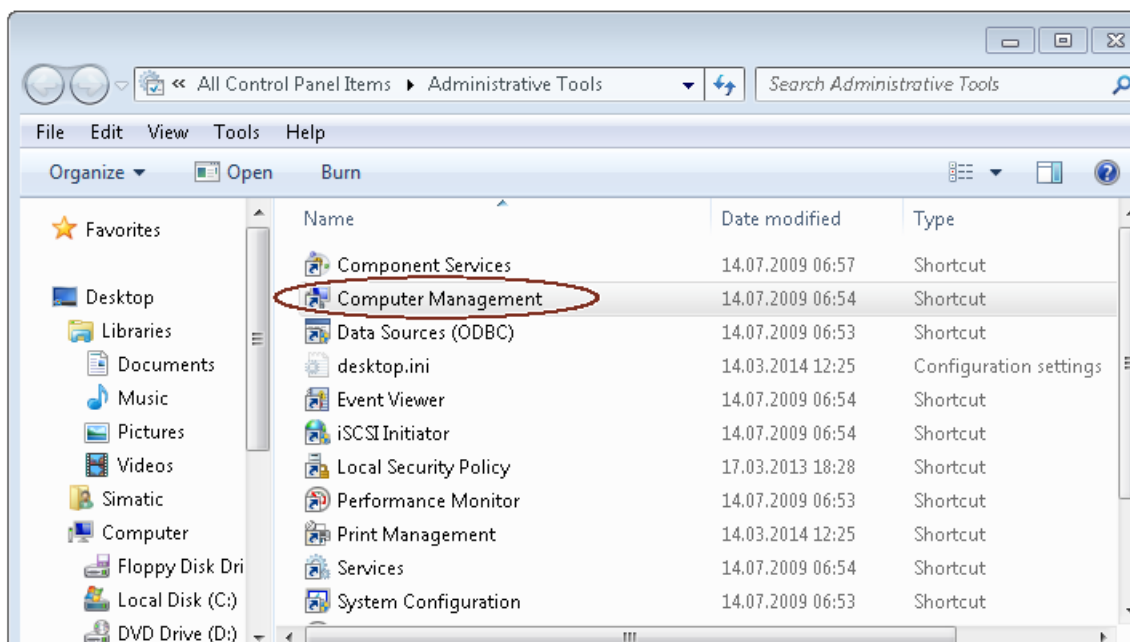 « All Control Panel Items ▸ Administrative Tools
Search Administrative Tools
File Edit View Tools Help
Organize Open Burn
Favorites
Desktop
Libraries
Documents
Music
Pictures
Videos
Simatic
Computer
Floppy Disk Dri
Local Disk (C:)
DVD Drive (D:)
Name Date modified Type
Component Services 14.07.2009 06:57 Shortcut
Computer Management 14.07.2009 06:54 Shortcut
Data Sources (ODBC) 14.07.2009 06:53 Shortcut
desktop.ini 14.03.2014 12:25 Configuration settings
Event Viewer 14.07.2009 06:54 Shortcut
iSCSI Initiator 14.07.2009 06:54 Shortcut
Local Security Policy 17.03.2013 18:28 Shortcut
Performance Monitor 14.07.2009 06:53 Shortcut
Print Management 14.03.2014 12:25 Shortcut
Services 14.07.2009 06:54 Shortcut
System Configuration 14.07.2009 06:53 Shortcut